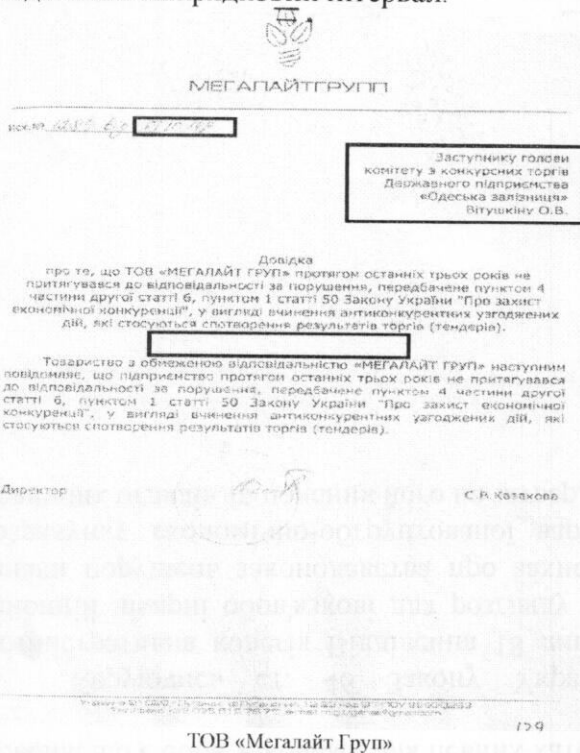 МЕГАЛАЙТГРУПП
Заступнику голови
комітету з конкурсних торгів
Державного підприємства
«Одеська залізниця»
Вітушкіну О.В.
Довідка
про те, що ТОВ «МЕГАЛАЙТ ГРУП» протягом останніх трьох років не
притягувався до відповідальності за порушення, передбачене пунктом 4
частини другої статті 6, пунктом 1 статті 50 Закону України "Про захист
економічної конкуренції", у вигляді вчинення антиконкурентних узгоджених
дій, які стосуються спотворення результатів торгів (тендерів).
Товариство з обмеженою відповідальністю «МЕГАЛАЙТ ГРУП» наступним
повідомляє, що підприємство протягом останніх трьох років не притягувався
до відповідальності за порушення, передбачене пунктом 4 частини другої
статті 6, пунктом 1 статті 50 Закону України "Про захист економічної
конкуренції", у вигляді вчинення антиконкурентних узгоджених дій, які
стосуються спотворення результатів торгів (тендерів).
Директор
ТОВ «Мегалайт Груп»